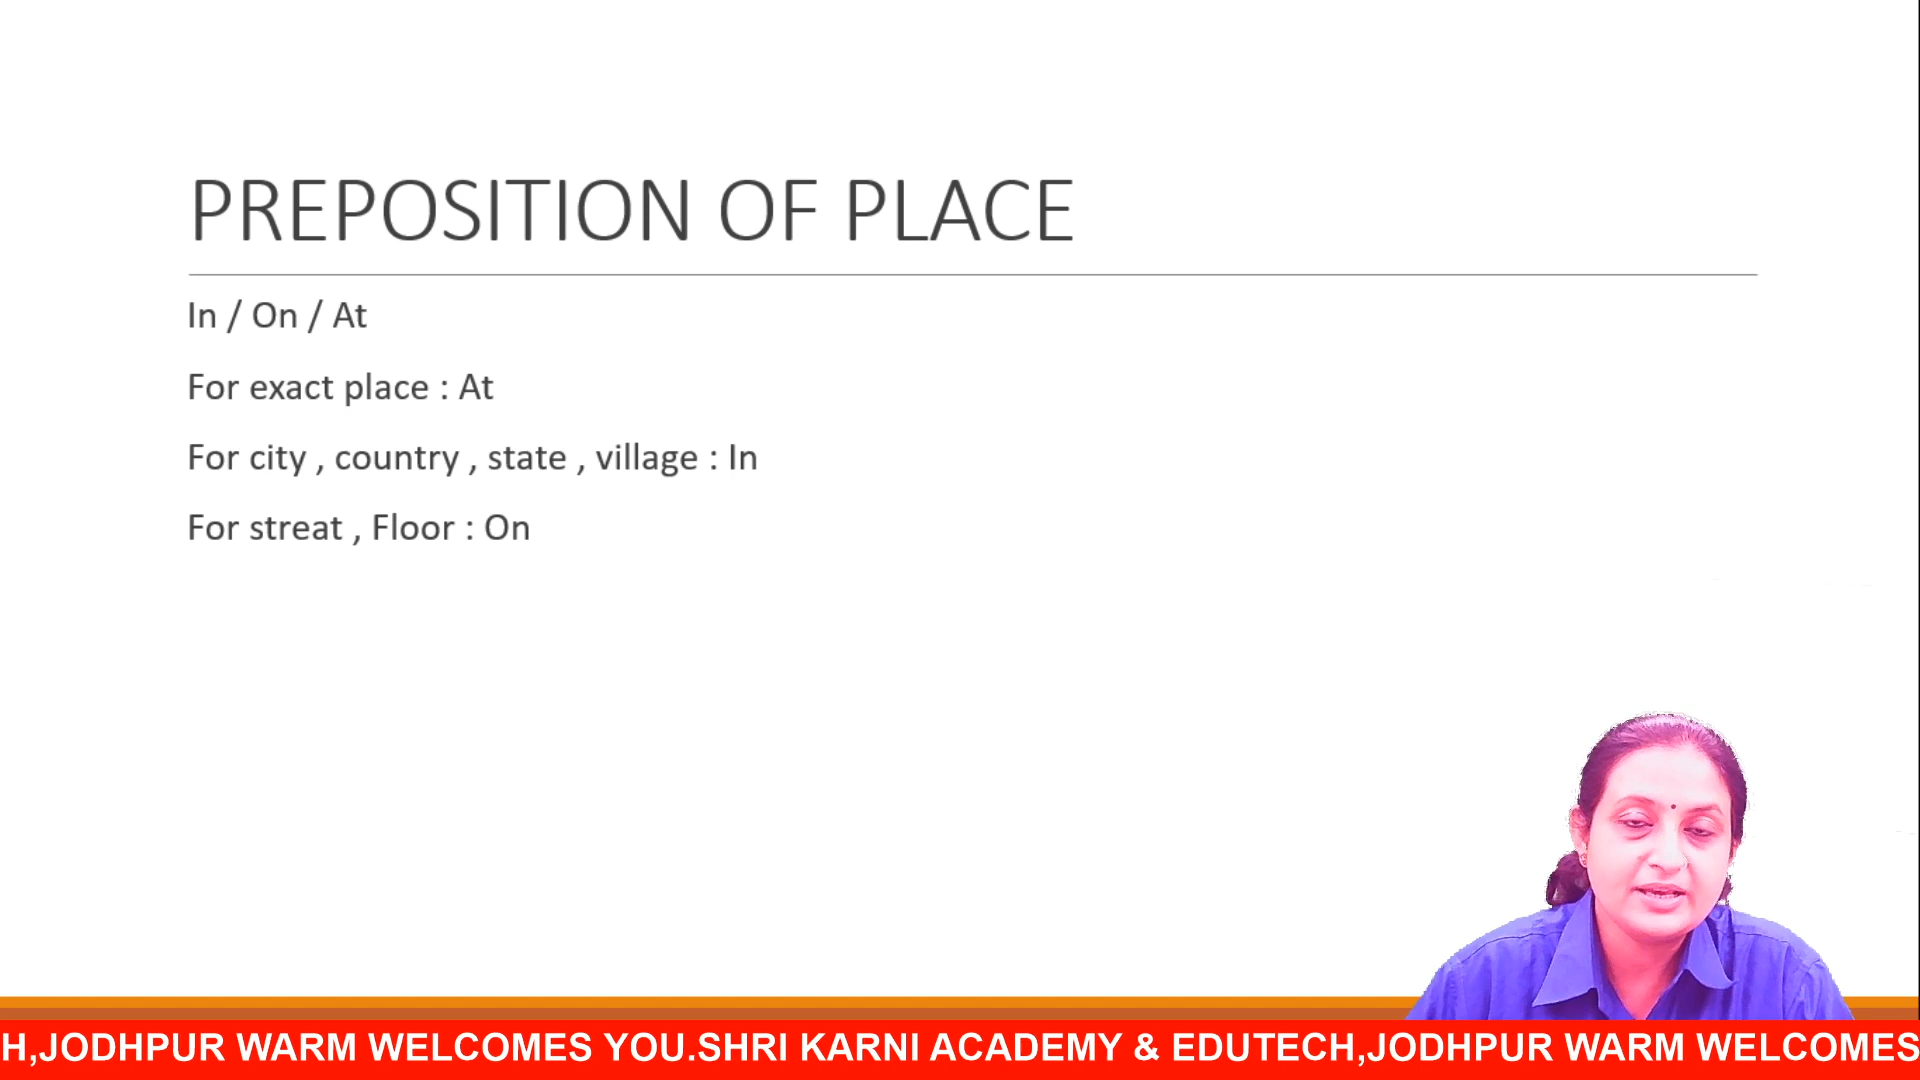 PREPOSITION OF PLACE
In / On / At
For exact place : At
For city , country , state , village : In
For streat , Floor : On
H,JODHPUR WARM WELCOMES YOU.SHRI KARNI ACADEMY & EDUTECH,JODHPUR WARM WELCOMES